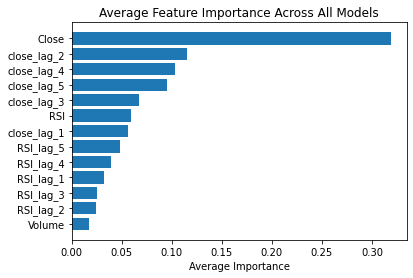 Average Feature Importance Across All Models
Close
close_lag_2
close_lag_4
close_lag_5
close_lag_3
RSI
close_lag_1
RSI_lag_5
RSI_lag_4
RSI_lag_1
RSI_lag_3
RSI_lag_2
Volume
0.00 0.05 0.10 0.15 0.20 0.25 0.30
Average Importance